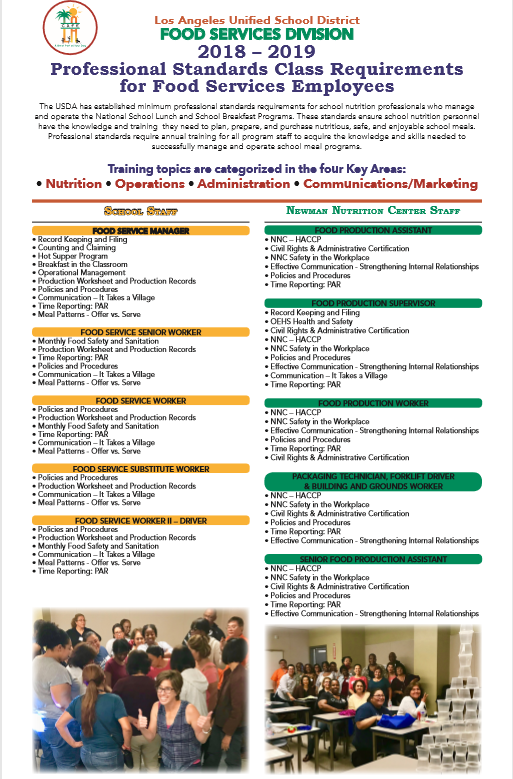 Los Angeles Unified School District
FOOD SERVICES DIVISION
2018 – 2019
Professional Standards Class Requirements
for Food Services Employees
The USDA has established minimum professional standards requirements for school nutrition professionals who manage
and operate the National School Lunch and School Breakfast Programs. These standards ensure school nutrition personnel
have the knowledge and training they need to plan, prepare, and purchase nutritious, safe, and enjoyable school meals.
Professional standards require annual training for all program staff to acquire the knowledge and skills needed to
successfully manage and operate school meal programs.
Training topics are categorized in the four Key Areas:
• Nutrition • Operations • Administration • Communications/Marketing
School Staff
FOOD SERVICE MANAGER
• Record Keeping and Filing
• Counting and Claiming
• Hot Supper Program
• Breakfast in the Classroom
• Operational Management
• Production Worksheet and Production Records
• Policies and Procedures
• Communication – It Takes a Village
• Time Reporting: PAR
• Meal Patterns - Offer vs. Serve
FOOD SERVICE SENIOR WORKER
• Monthly Food Safety and Sanitation
• Production Worksheet and Production Records
• Time Reporting: PAR
• Policies and Procedures
• Communication – It Takes a Village
• Meal Patterns - Offer vs. Serve
FOOD SERVICE WORKER
• Policies and Procedures
• Production Worksheet and Production Records
• Monthly Food Safety and Sanitation
• Time Reporting: PAR
• Communication – It Takes a Village
• Meal Patterns - Offer vs. Serve
FOOD SERVICE SUBSTITUTE WORKER
• Policies and Procedures
• Production Worksheet and Production Records
• Communication – It Takes a Village
• Meal Patterns - Offer vs. Serve
FOOD SERVICE WORKER II – DRIVER
• Policies and Procedures
• Production Worksheet and Production Records
• Monthly Food Safety and Sanitation
• Communication – It Takes a Village
• Meal Patterns - Offer vs. Serve
• Time Reporting: PAR
Newman Nutrition Center Staff
FOOD PRODUCTION ASSISTANT
• NNC – HACCP
• Civil Rights & Administrative Certification
• NNC Safety in the Workplace
• Effective Communication - Strengthening Internal Relationships
• Policies and Procedures
• Time Reporting: PAR
FOOD PRODUCTION SUPERVISOR
• Record Keeping and Filing
• OEHS Health and Safety
• Civil Rights & Administrative Certification
• NNC – HACCP
• NNC Safety in the Workplace
• Policies and Procedures
• Effective Communication - Strengthening Internal Relationships
• Communication – It Takes a Village
• Time Reporting: PAR
FOOD PRODUCTION WORKER
• NNC – HACCP
• NNC Safety in the Workplace
• Effective Communication - Strengthening Internal Relationships
• Policies and Procedures
• Time Reporting: PAR
• Civil Rights & Administrative Certification
PACKAGING TECHNICIAN, FORKLIFT DRIVER
& BUILDING AND GROUNDS WORKER
• NNC – HACCP
• NNC Safety in the Workplace
• Civil Rights & Administrative Certification
• Policies and Procedures
• Time Reporting: PAR
• Effective Communication - Strengthening Internal Relationships
SENIOR FOOD PRODUCTION ASSISTANT
• NNC – HACCP
• NNC Safety in the Workplace
• Civil Rights & Administrative Certification
• Policies and Procedures
• Time Reporting: PAR
• Effective Communication - Strengthening Internal Relationships